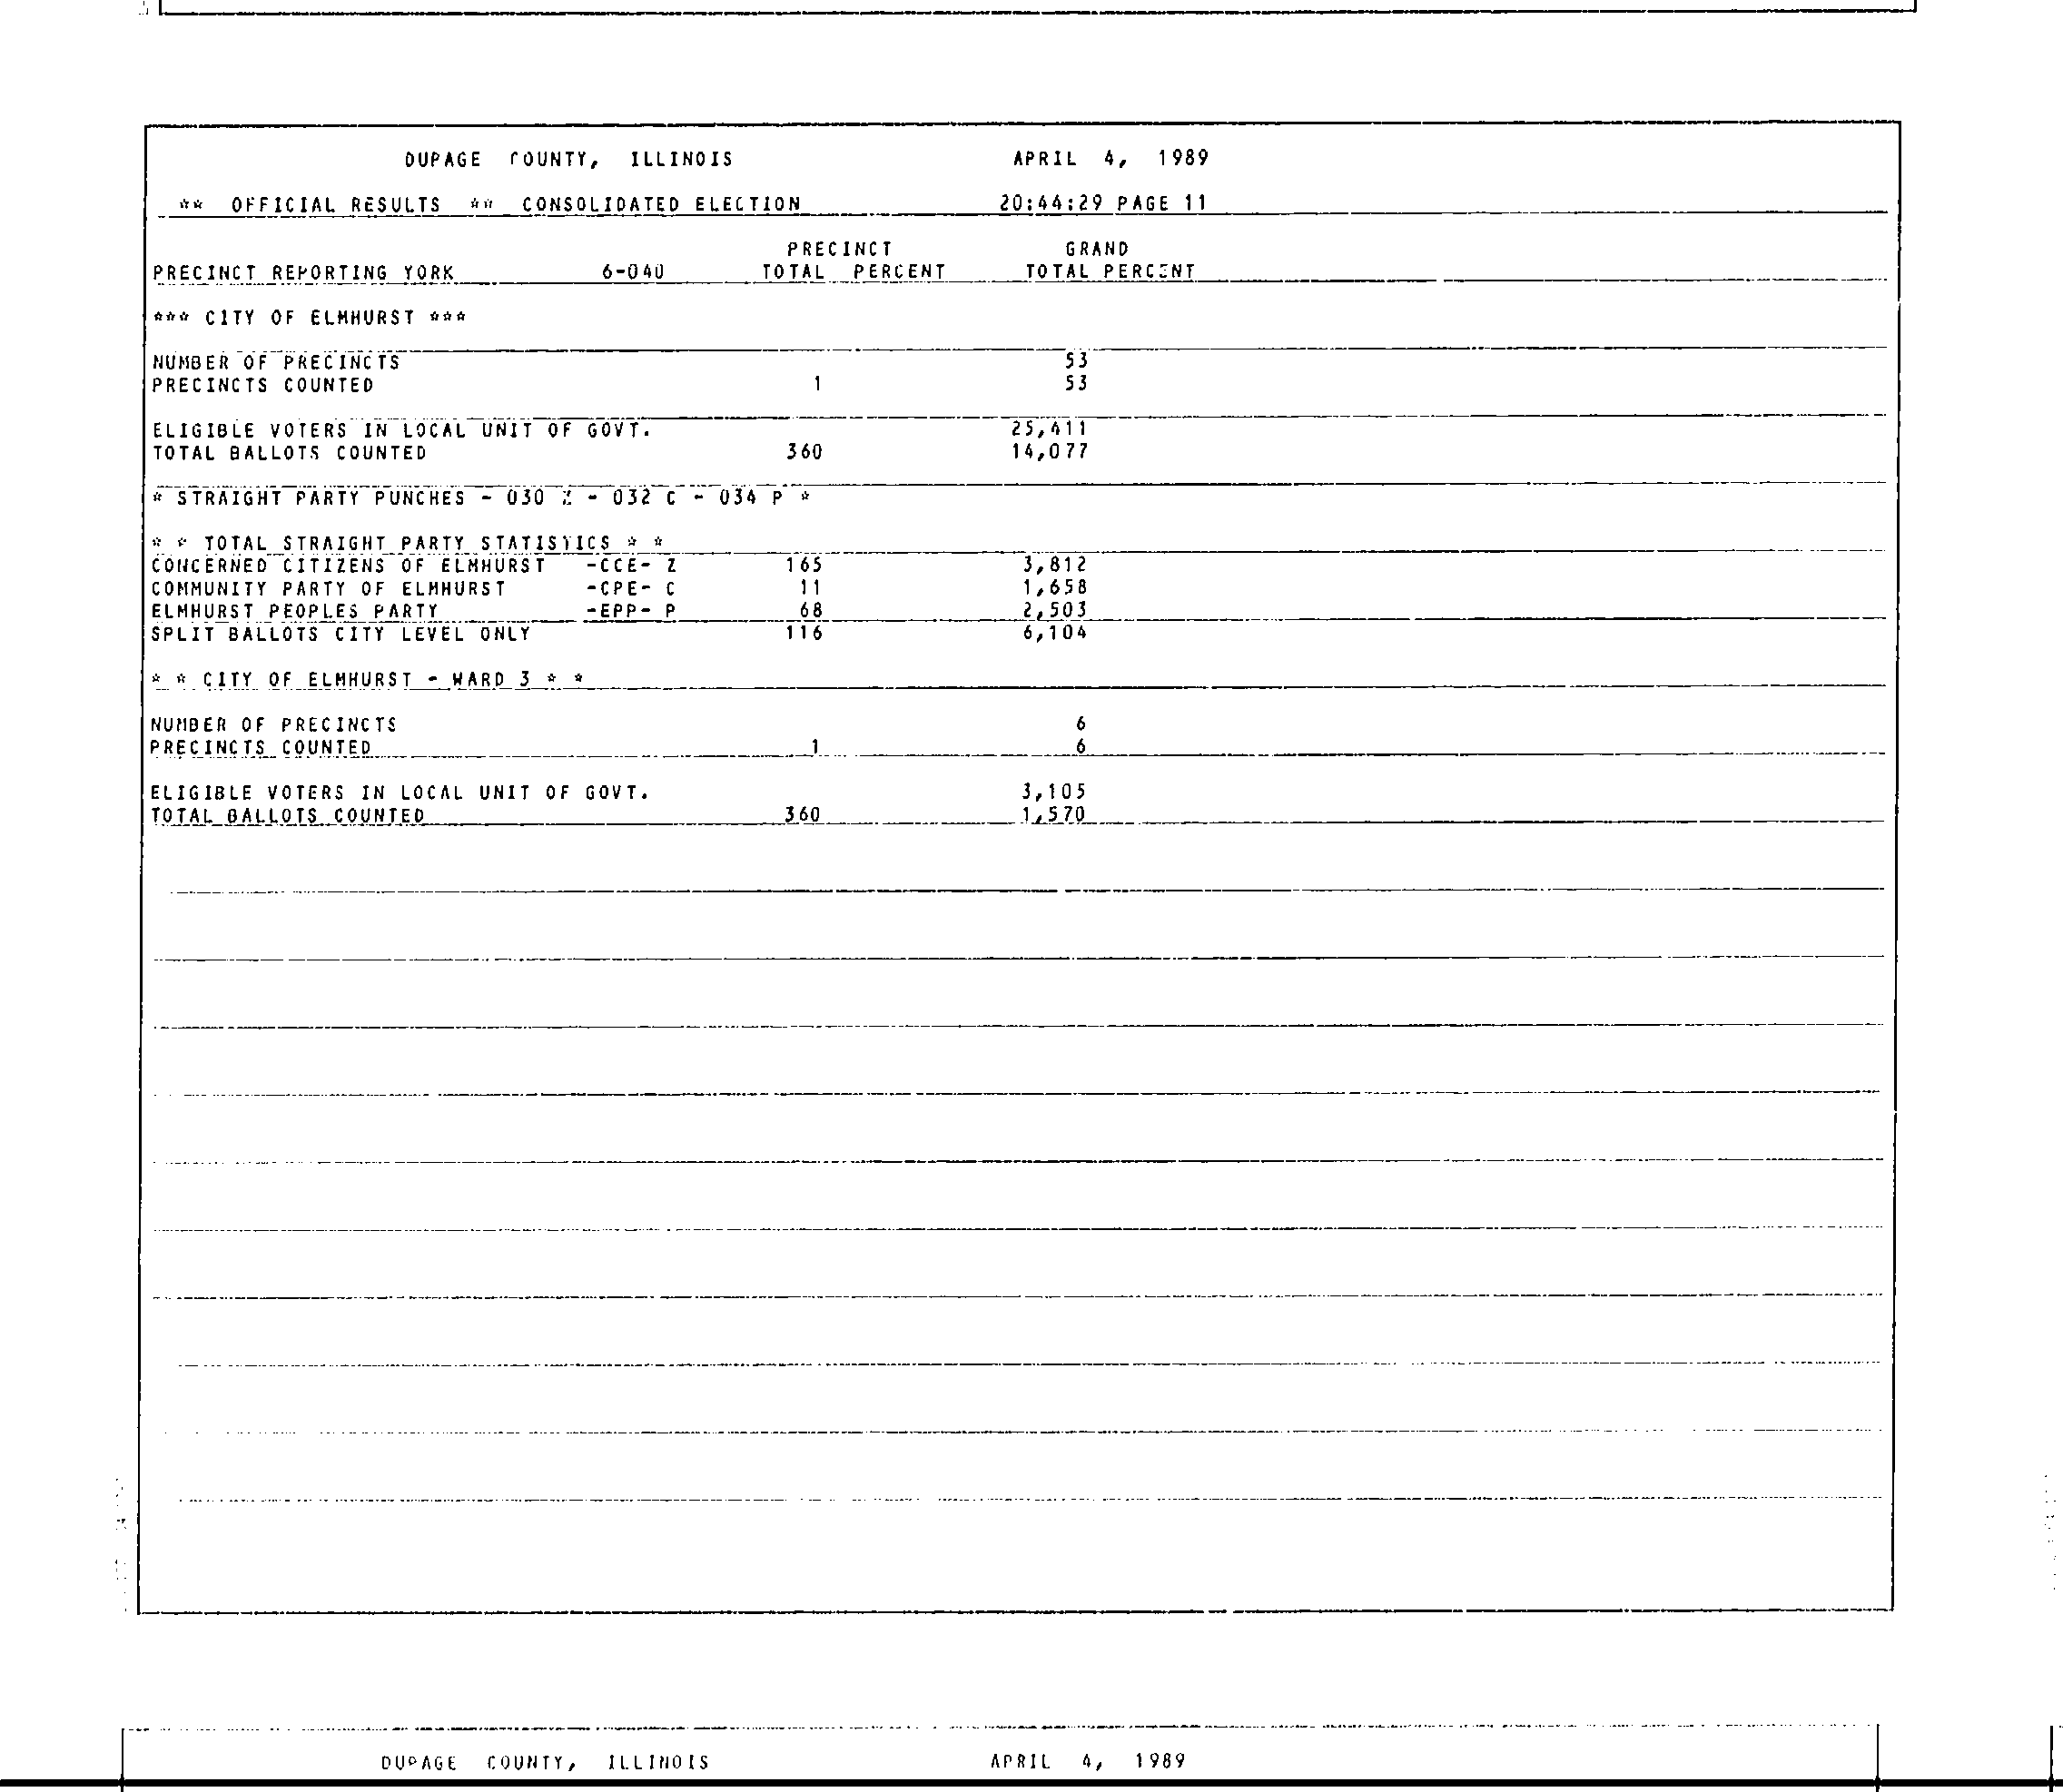 DUPAGE COUNTY, ILLINOIS APRIL 4, 1989
** OFFICIAL RESULTS ** CONSOLIDATED ELECTION 20:44:29 PAGE 11
PRECINCT GRAND
PRECINCT REPORTING YORK 6-040 TOTAL PERCENT TOTAL PERCENT
*** CITY OF ELMHURST ***
NUMBER OF PRECINCTS 53
PRECINCTS COUNTED 1 53
ELIGIBLE VOTERS IN LOCAL UNIT OF GOVT. 25,411
TOTAL BALLOTS COUNTED 360 14,077
* STRAIGHT PARTY PUNCHES - 030 Z - 032 C - 034 P *
* * TOTAL STRAIGHT PARTY STATISTICS * *
CONCERNED CITIZENS OF ELMHURST -CCE- Z 165 3,812
COMMUNITY PARTY OF ELMHURST -CPE- C 11 1,658
ELMHURST PEOPLES PARTY -EPP- P 68 2,503
SPLIT BALLOTS CITY LEVEL ONLY 116 6,104
* * CITY OF ELMHURST - WARD 3 * *
NUMBER OF PRECINCTS 6
PRECINCTS COUNTED 1 6
ELIGIBLE VOTERS IN LOCAL UNIT OF GOVT. 3,105
TOTAL BALLOTS COUNTED 360 1,570
DUPAGE COUNTY, ILLINOIS APRIL 4, 1989